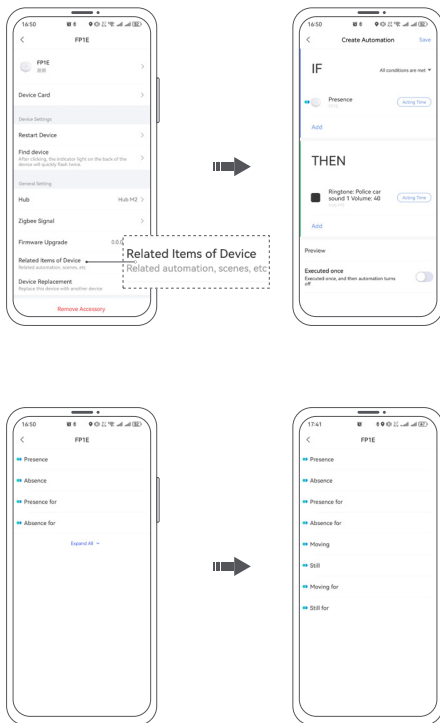 16:50
FP1E
FP1E
Device Card
Device Settings
Restart Device
Find device
After clicking, the indicator light on the back of the
device will quickly flash twice.
General Setting
Hub
Hub M2
Zigbee Signal
Firmware Upgrade
0.0.0
Related Items of Device
Related automation, scenes, etc
Device Replacement
Replace this device with another device
Remove Accessory
Related Items of Device
Related automation, scenes, etc
16:50
Create Automation
Save
IF
All conditions are met
Presence
Acting Time
Add
THEN
Ringtone: Police car
sound 1 Volume: 40
Acting Time
Add
Preview
Executed once
Executed once, and then automation turns
off
16:50
FP1E
Presence
Absence
Presence for
Absence for
Expand All
17:41
FP1E
Presence
Absence
Presence for
Absence for
Moving
Still
Moving for
Still for